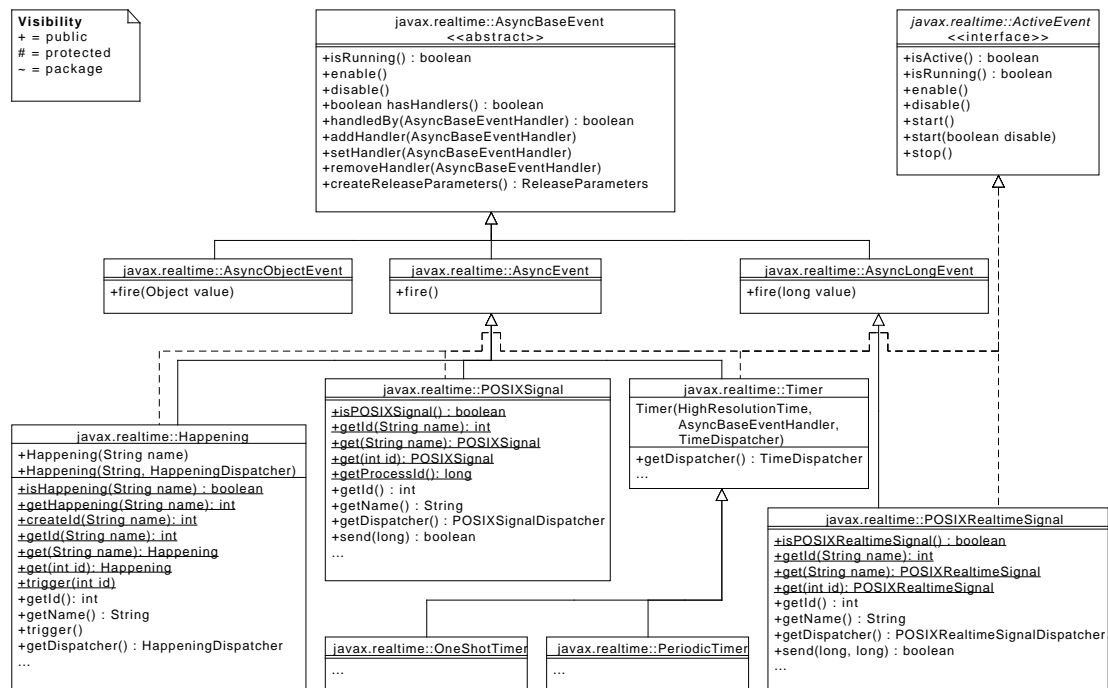 Visibility
+ = public
# = protected
~ = package
javax.realtime::AsyncBaseEvent
<<abstract>>
+isRunning() : boolean
+enable()
+disable()
+boolean hasHandlers() : boolean
+handledBy(AsyncBaseEventHandler) : boolean
+addHandler(AsyncBaseEventHandler)
+setHandler(AsyncBaseEventHandler)
+removeHandler(AsyncBaseEventHandler)
+createReleaseParameters() : ReleaseParameters
javax.realtime::ActiveEvent
<<interface>>
+isActive() : boolean
+isRunning() : boolean
+enable()
+disable()
+start()
+start(boolean disable)
+stop()
javax.realtime::AsyncObjectEvent
+fire(Object value)
javax.realtime::AsyncEvent
+fire()
javax.realtime::AsyncLongEvent
+fire(long value)
javax.realtime::Happening
+Happening(String name)
+Happening(String, HappeningDispatcher)
+isHappening(String name) : boolean
+getHappening(String name): int
+createId(String name): int
+getId(String name): int
+get(String name): Happening
+get(int id): Happening
+trigger(int id)
+getId(): int
+getName() : String
+trigger()
+getDispatcher() : HappeningDispatcher
...
javax.realtime::POSIXSignal
+isPOSIXSignal() : boolean
+getId(String name): int
+get(String name): POSIXSignal
+get(int id): POSIXSignal
+getProcessId(): long
+getId() : int
+getName() : String
+getDispatcher() : POSIXSignalDispatcher
+send(long) : boolean
...
javax.realtime::Timer
Timer(HighResolutionTime,
AsyncBaseEventHandler,
TimeDispatcher)
+getDispatcher() : TimeDispatcher
...
javax.realtime::POSIXRealtimeSignal
+isPOSIXRealtimeSignal() : boolean
+getId(String name): int
+get(String name): POSIXRealtimeSignal
+get(int id): POSIXRealtimeSignal
+getId() : int
+getName() : String
+getDispatcher() : POSIXRealtimeSignalDispatcher
+send(long, long) : boolean
...
javax.realtime::OneShotTimer
...
javax.realtime::PeriodicTimer
...